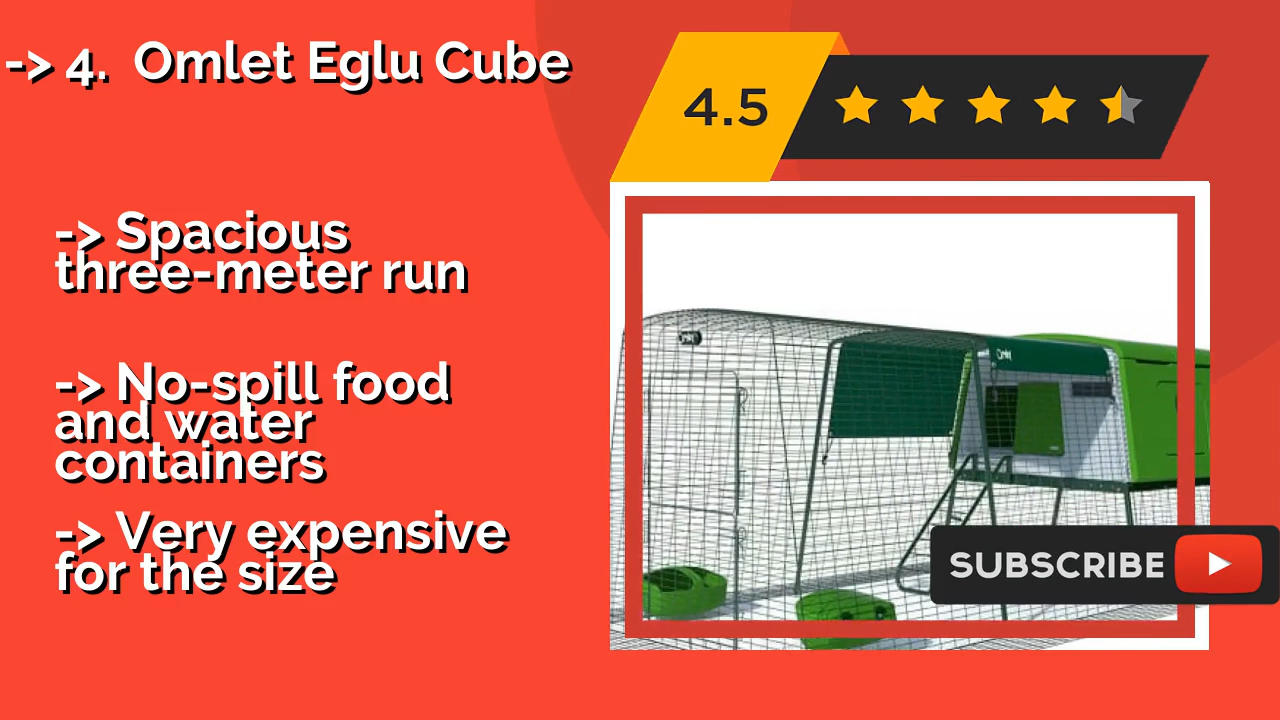 -> 4. Omlet Eglu Cube
4.5
-> Spacious
three-meter run
-> No-spill food
and water
containers
-> Very expensive
for the size
Omlet
SUBSCRIBE